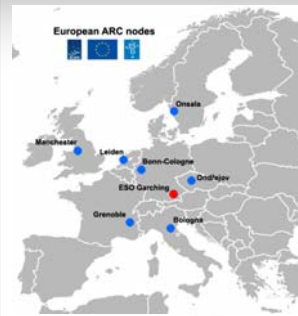 European ARC nodes
Onsala
Manchester
Leiden
Bonn-Cologne
Ondřejov
ESO Garching
Grenoble
Bologna